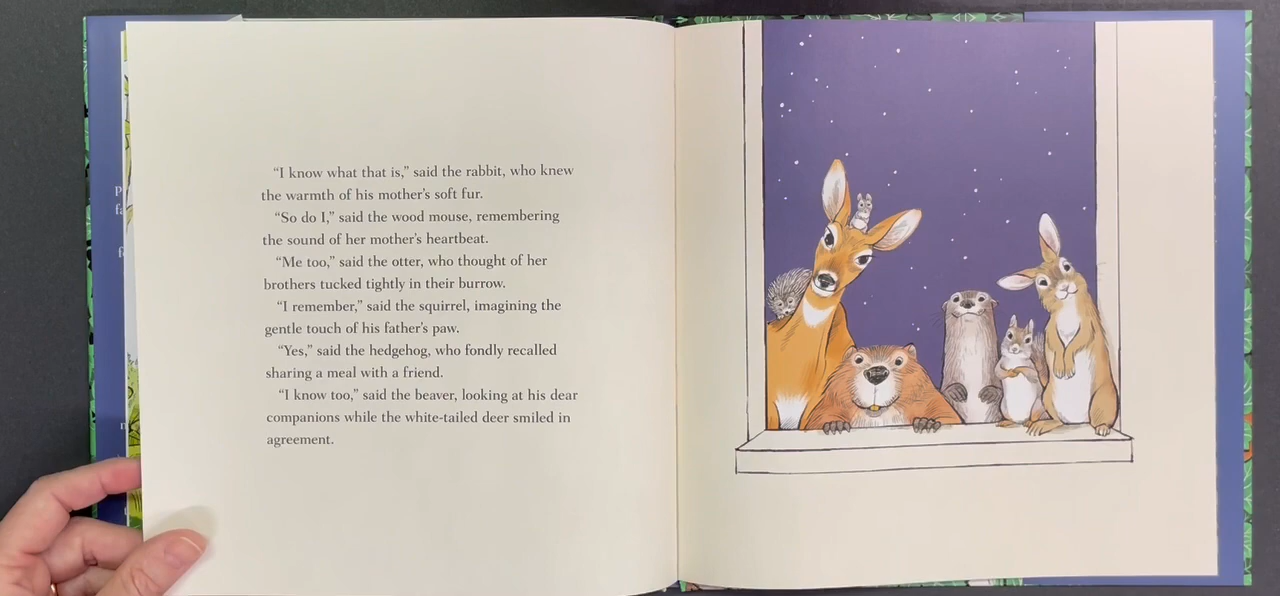 “I know what that is,” said the rabbit, who knew
the warmth of his mother’s soft fur.
“So do I,” said the wood mouse, remembering
the sound of her mother’s heartbeat.
“Me too,” said the otter, who thought of her
brothers tucked tightly in their burrow.
“I remember,” said the squirrel, imagining the
gentle touch of his father’s paw.
“Yes,” said the hedgehog, who fondly recalled
sharing a meal with a friend.
“I know too,” said the beaver, looking at his dear
companions while the white-tailed deer smiled in
agreement.